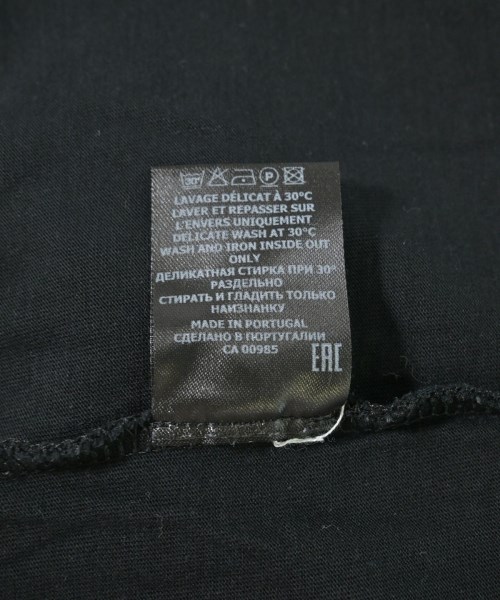 30°
P
LAVAGE DÉLICAT À 30°C
LAVER ET REPASSER SUR
L'ENVERS UNIQUEMENT
DELICATE WASH AT 30°C
WASH AND IRON INSIDE OUT
ONLY
ДЕЛИКАТНАЯ СТИРКА ПРИ 30°
РАЗДЕЛЬНО
СТИРАТЬ И ГЛАДИТЬ ТОЛЬКО
НАИЗНАНКУ
MADE IN PORTUGAL
СДЕЛАНО В ПОРТУГАЛИИ
CA 00985
EAC